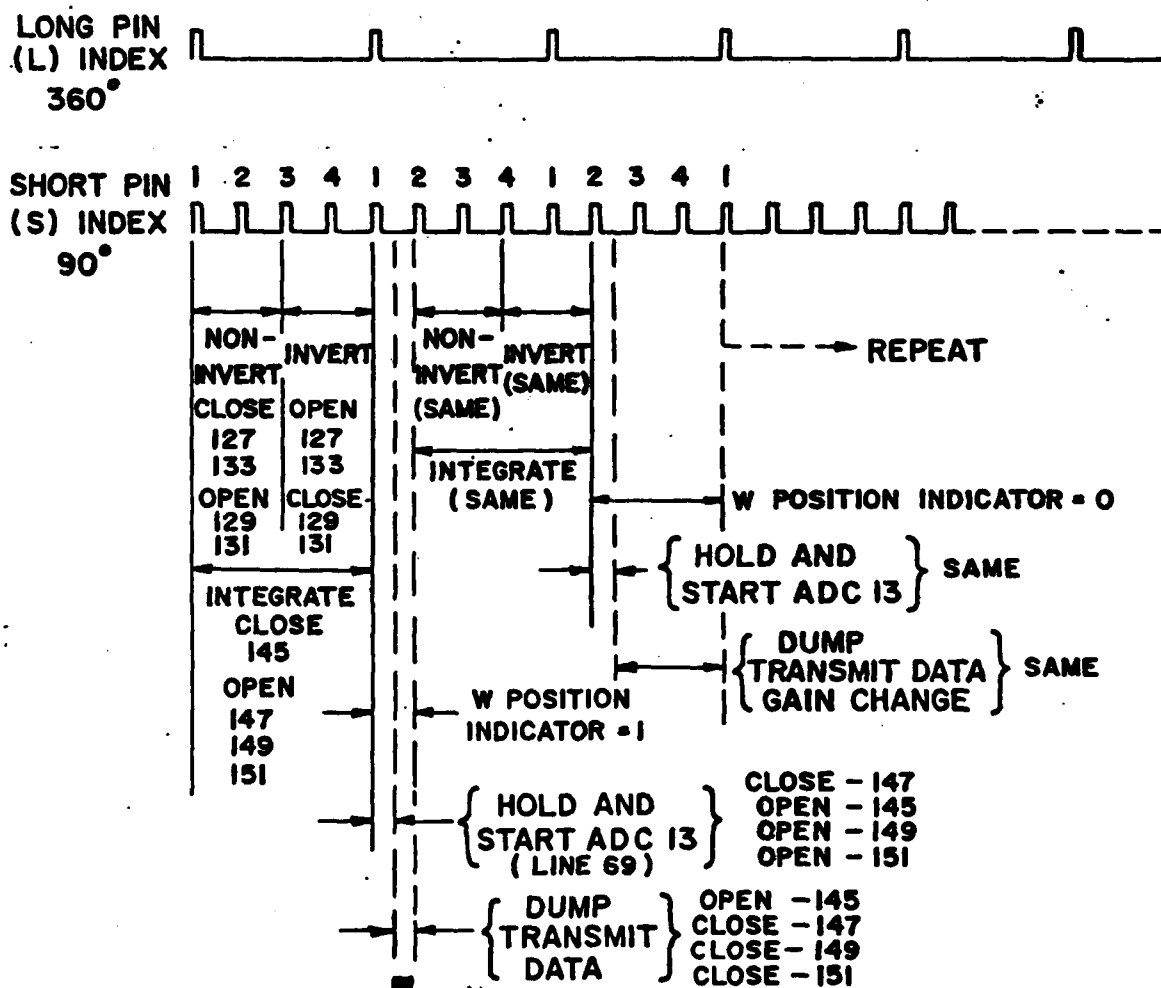 LONG PIN
(L) INDEX
360°
SHORT PIN
(S) INDEX
90°
1 2 3 4 1 2 3 4 1 2 3 4 1
NON-
INVERT
CLOSE
127
133
OPEN
129
131
INVERT
OPEN
127
133
CLOSE-
129
131
INTEGRATE
CLOSE
145
OPEN
147
149
151
NON-
INVERT
(SAME)
INVERT
(SAME)
INTEGRATE
(SAME)
REPEAT
W POSITION INDICATOR = 0
HOLD AND
START ADC 13
SAME
DUMP
TRANSMIT DATA
GAIN CHANGE
SAME
W POSITION
INDICATOR = 1
HOLD AND
START ADC 13
(LINE 69)
CLOSE - 147
OPEN - 145
OPEN - 149
OPEN - 151
DUMP
TRANSMIT
DATA
OPEN -145
CLOSE -147
CLOSE-149
CLOSE -151